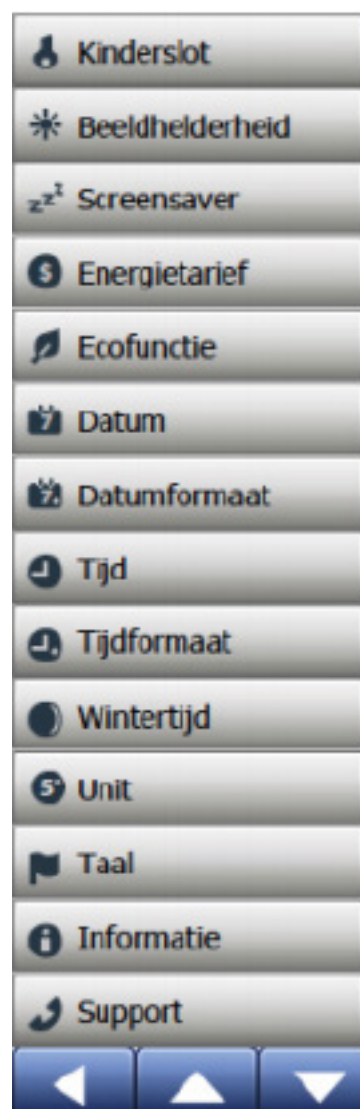 Kinderslot
Beeldhelderheid
Screensaver
Energietarief
Ecofunctie
Datum
Datumformaat
Tijd
Tijdformaat
Wintertijd
Unit
Taal
Informatie
Support